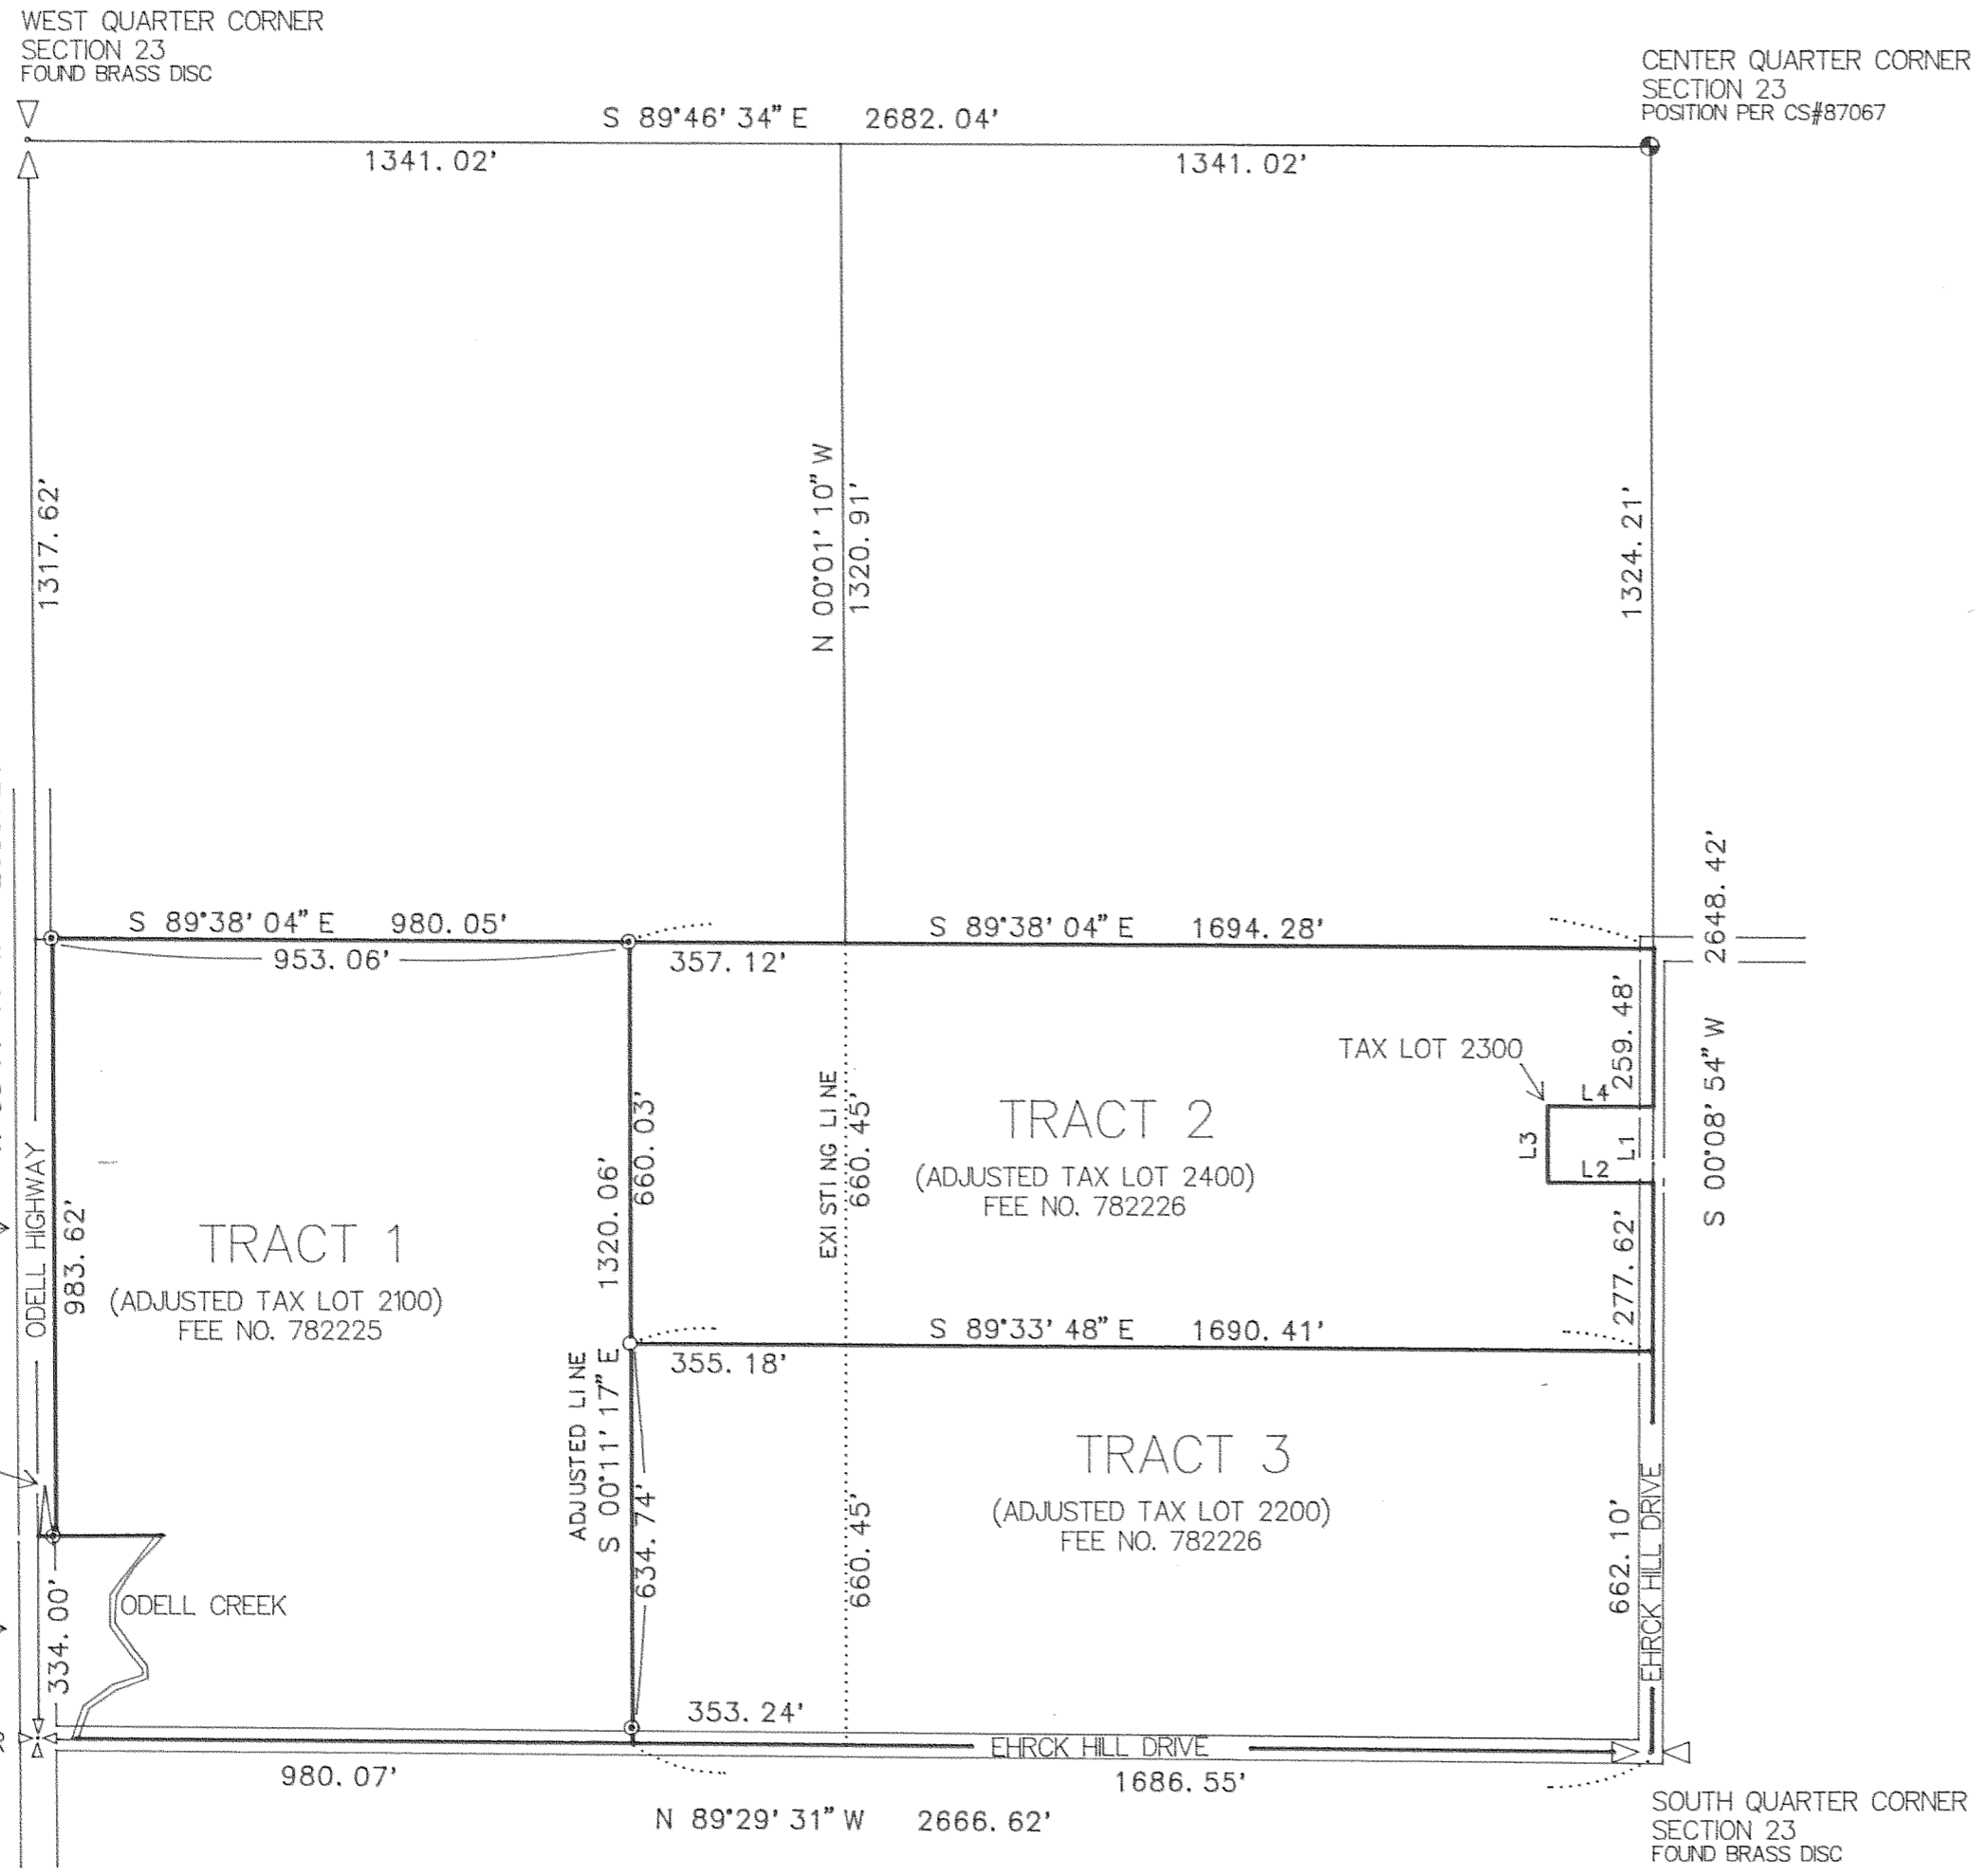 WEST QUARTER CORNER
SECTION 23
FOUND BRASS DISC
CENTER QUARTER CORNER
SECTION 23
POSITION PER CS#87067
S 89°46'34" E 2682.04'
1341.02'
1341.02'
1317.62'
N 00°01'10" W
1320.91'
1324.21'
2648.42'
S 00°08'54" W
S 89°38'04" E 980.05'
953.06'
S 89°38'04" E 1694.28'
357.12'
259.48'
TAX LOT 2300
L4
L3
L1
L2
277.62'
ODELL HIGHWAY
983.62'
TRACT 1
(ADJUSTED TAX LOT 2100)
FEE NO. 782225
1320.06'
660.03'
EXISTING LINE
660.45'
TRACT 2
(ADJUSTED TAX LOT 2400)
FEE NO. 782226
S 89°33'48" E 1690.41'
355.18'
ADJUSTED LINE
S 00°11'17" E
634.74'
660.45'
TRACT 3
(ADJUSTED TAX LOT 2200)
FEE NO. 782226
662.10'
EHRCK HILL DRIVE
334.00'
ODELL CREEK
353.24'
EHRCK HILL DRIVE
980.07'
1686.55'
N 89°29'31" W 2666.62'
SOUTH QUARTER CORNER
SECTION 23
FOUND BRASS DISC